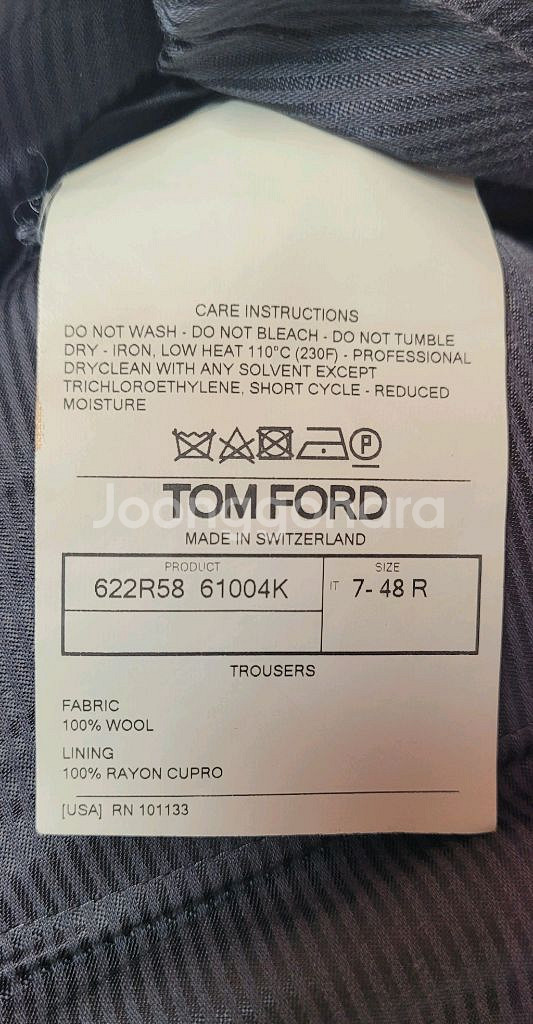 CARE INSTRUCTIONS
DO NOT WASH - DO NOT BLEACH - DO NOT TUMBLE
DRY - IRON, LOW HEAT 110°C (230F) - PROFESSIONAL
DRYCLEAN WITH ANY SOLVENT EXCEPT
TRICHLOROETHYLENE, SHORT CYCLE - REDUCED
MOISTURE
P
TOM FORD
Joonggonara
MADE IN SWITZERLAND
PRODUCT SIZE
622R58 61004K IT 7- 48 R
TROUSERS
FABRIC
100% WOOL
LINING
100% RAYON CUPRO
[USA] RN 101133